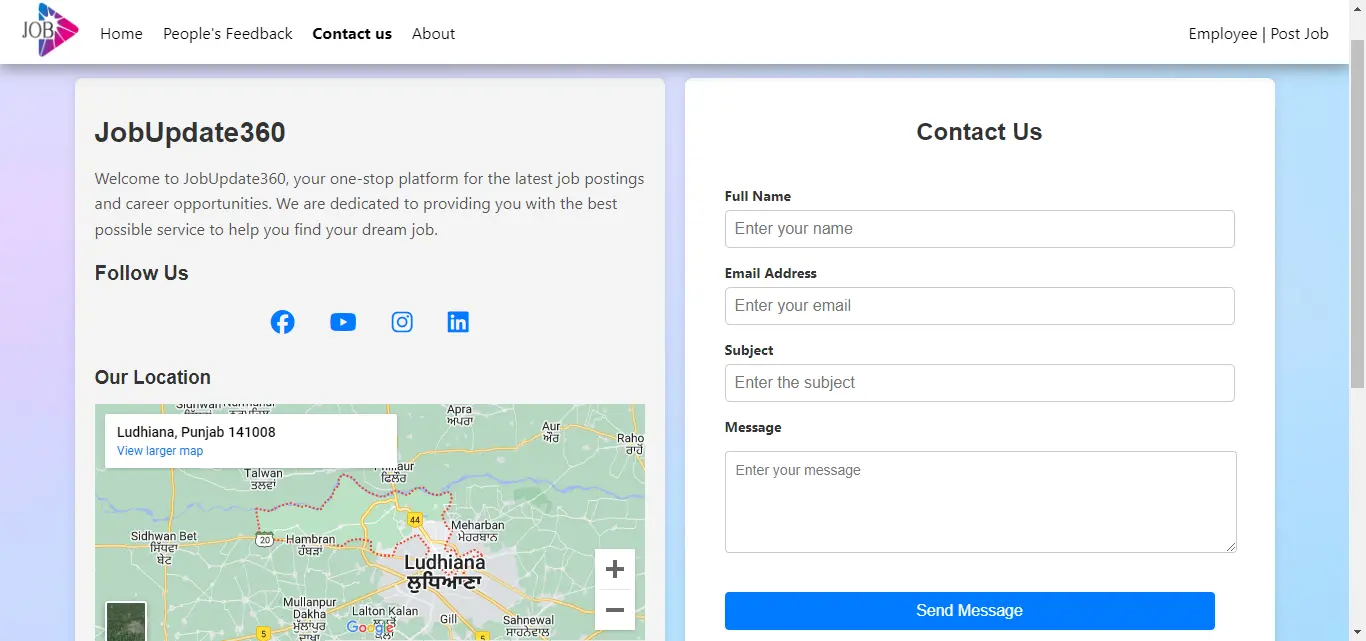 JOB
Home
People's Feedback
Contact us
About
Employee | Post Job
JobUpdate360
Welcome to JobUpdate360, your one-stop platform for the latest job postings
and career opportunities. We are dedicated to providing you with the best
possible service to help you find your dream job.
Follow Us
Our Location
Ludhiana, Punjab 141008
View larger map
Apra
ਅਪਰਾ
Aur
ਔਰ
Raho
ਰਾਹੋਂ
Talwan
ਤਲਵਾਂ
ਫਿਲੌਰ
44
Meharban
ਮੇਹਰਬਾਨ
Sidhwan Bet
ਸਿੱਧਵਾਂ
ਬੇਟ
20
Hambran
ਹੰਬੜਾਂ
Ludhiana
ਲੁਧਿਆਣਾ
Mullanpur
Dakha
ਮੁੱਲਾਂਪੁਰ
ਦਾਖਾ
Lalton Kalan
Gill
Sahnewal
ਸਾਹਨੇਵਾਲ
5
5
Google
Contact Us
Full Name
Enter your name
Email Address
Enter your email
Subject
Enter the subject
Message
Enter your message
Send Message